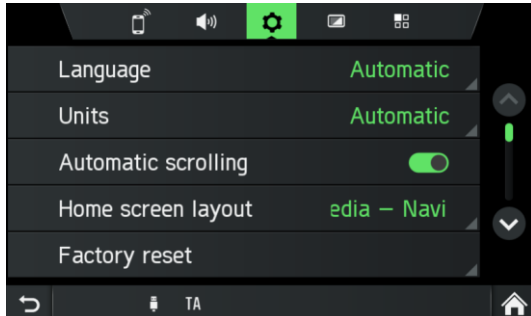 Language Automatic
Units Automatic
Automatic scrolling
Home screen layout edia – Navi
Factory reset
TA